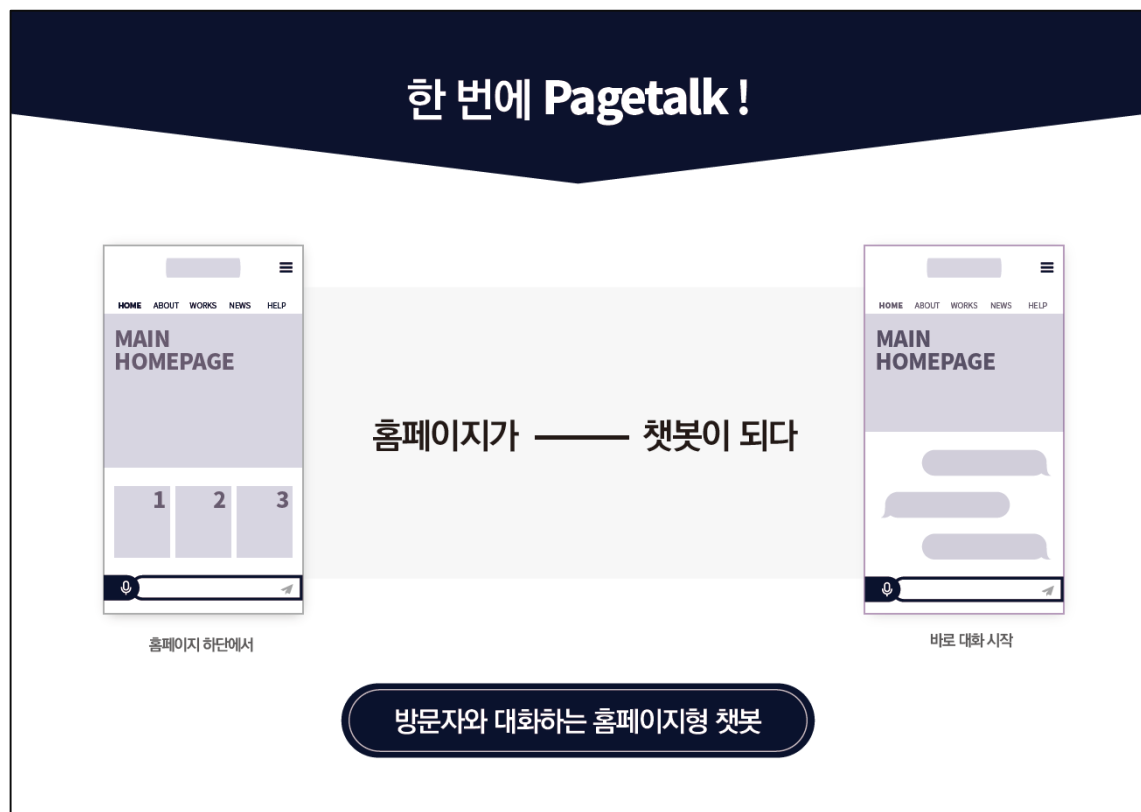 한 번에 Pagetalk !
HOME ABOUT WORKS NEWS HELP
MAIN
HOMEPAGE
1 2 3
홈페이지 하단에서
홈페이지가 챗봇이 되다
HOME ABOUT WORKS NEWS HELP
MAIN
HOMEPAGE
바로 대화 시작
방문자와 대화하는 홈페이지형 챗봇